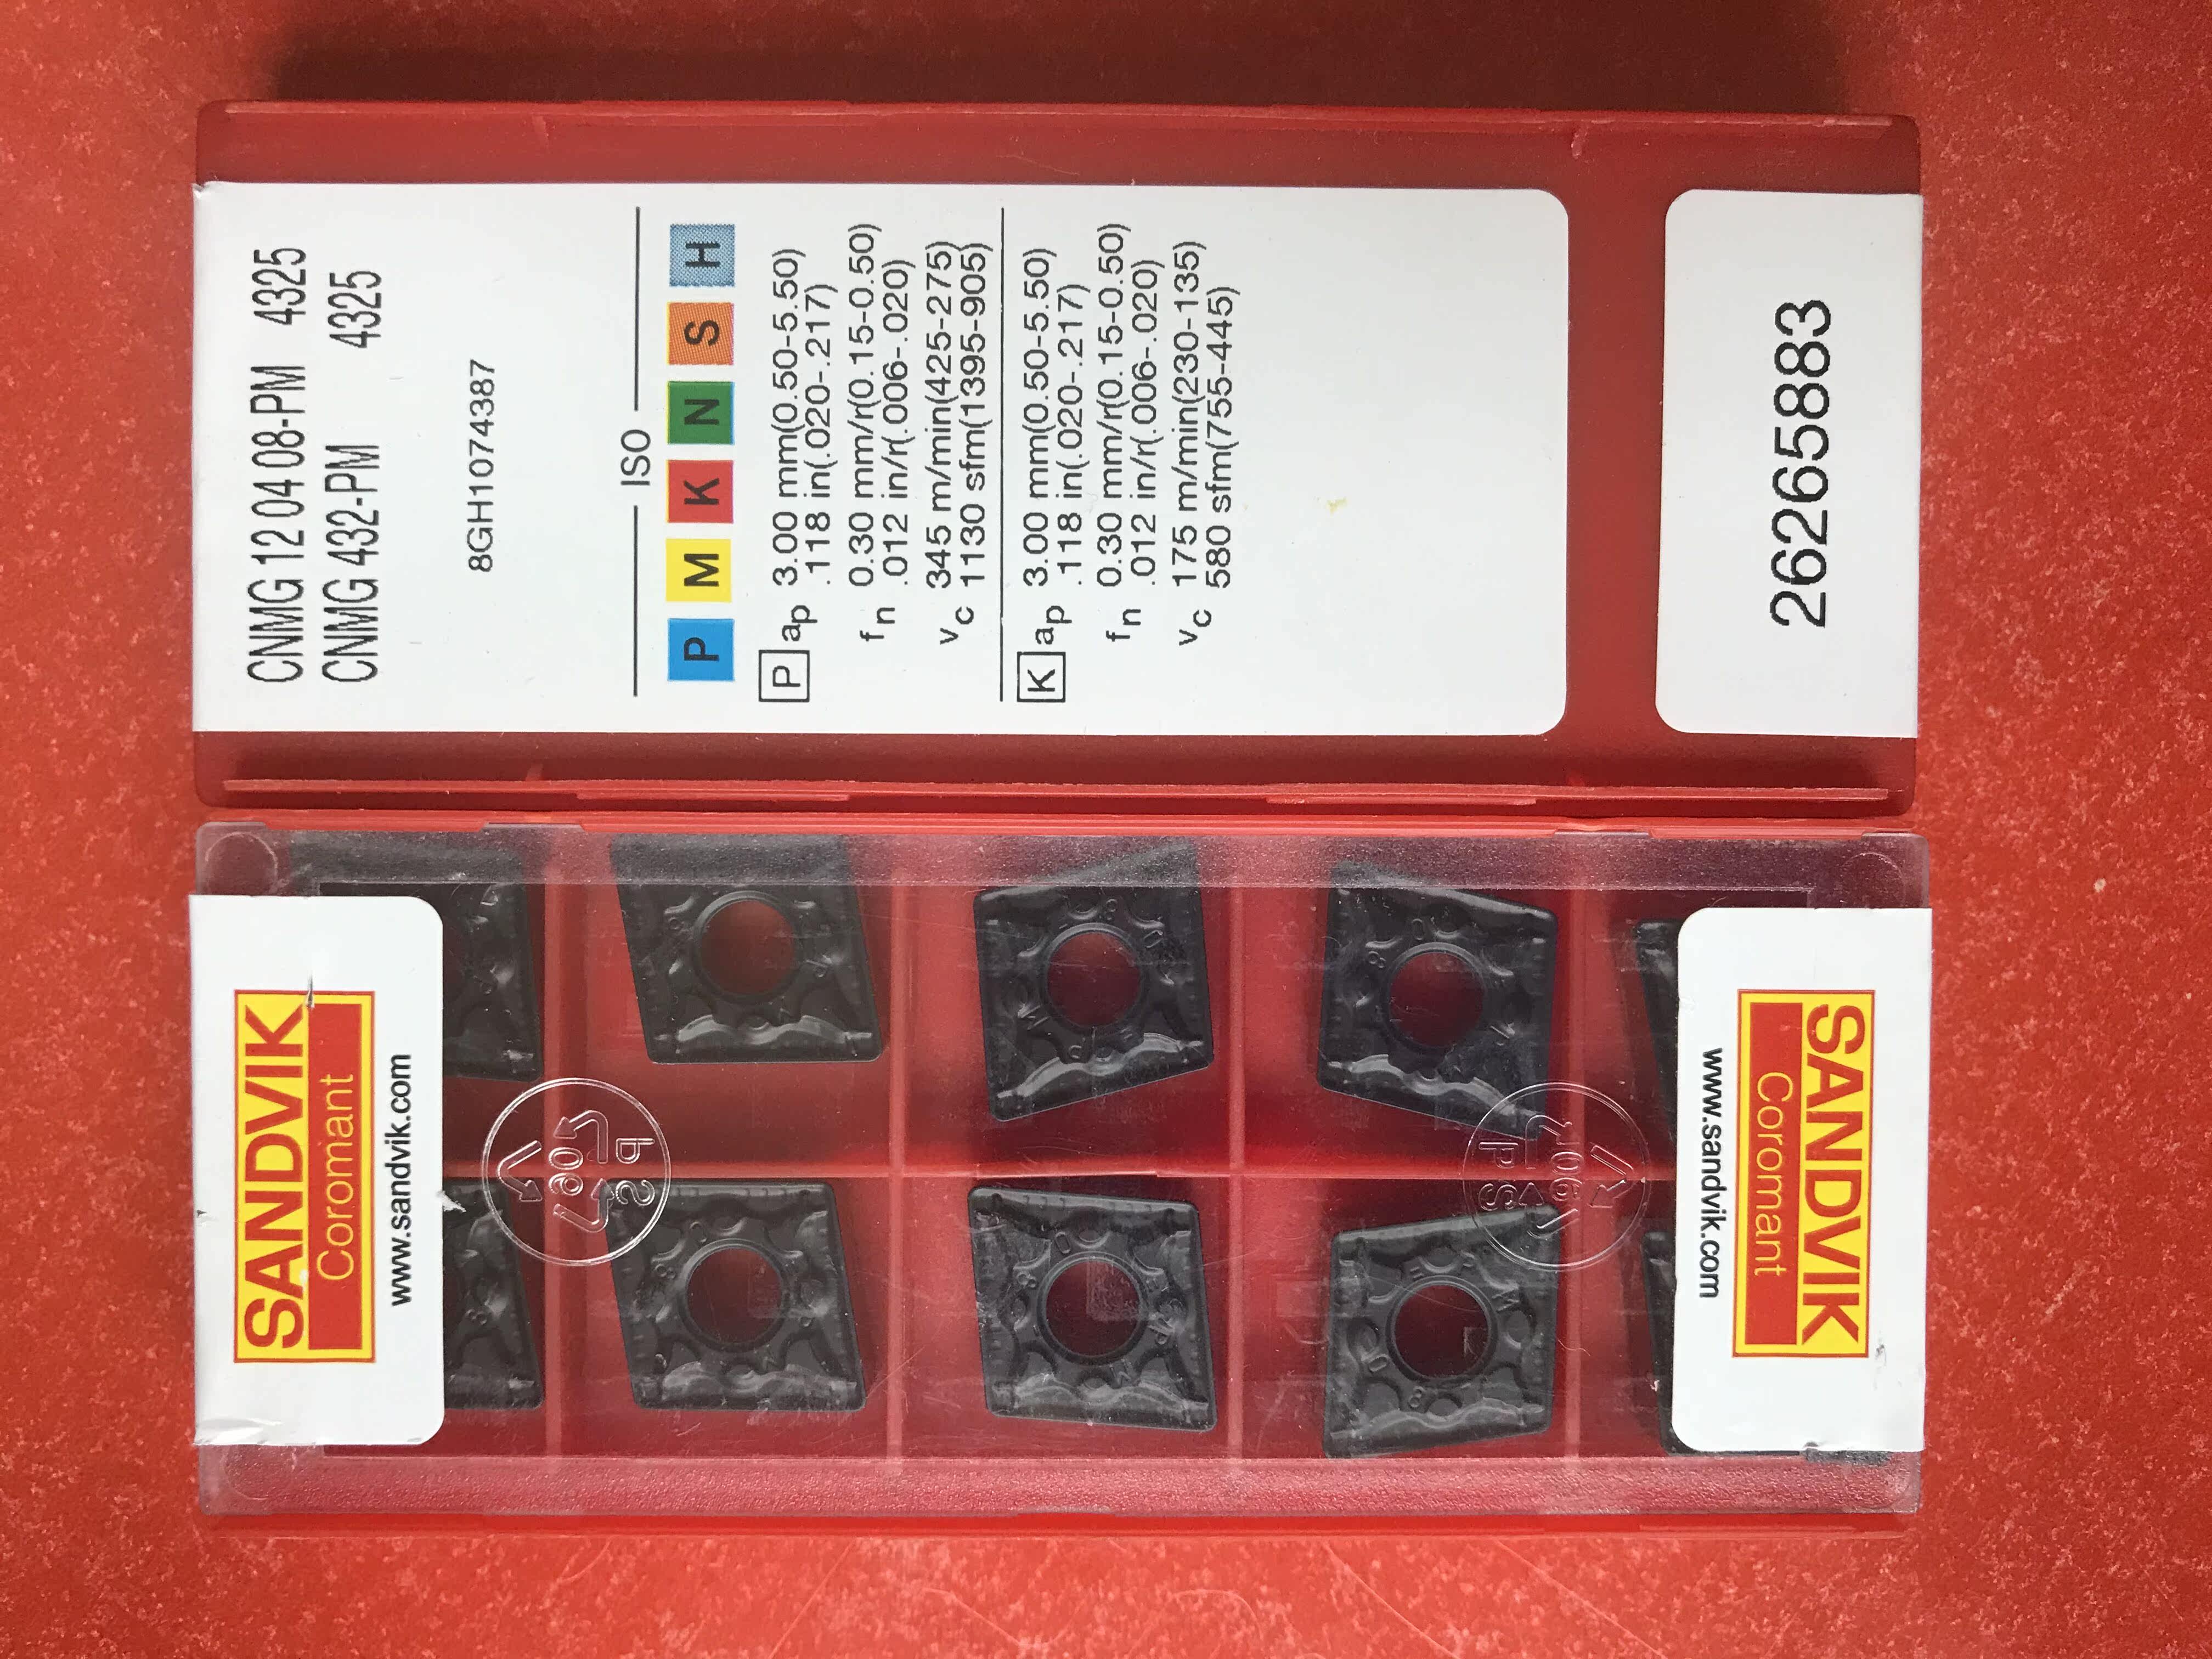 CNMG 12 04 08-PM 4325
CNMG 432-PM 4325
8GH1074387
ISO
P M K N S H
P ap 3.00 mm(0.50-5.50)
.118 in(.020-.217)
fn 0.30 mm/r(0.15-0.50)
.012 in/r(.006-.020)
vc 345 m/min(425-275)
1130 sfm(1395-905)
K ap 3.00 mm(0.50-5.50)
.118 in(.020-.217)
fn 0.30 mm/r(0.15-0.50)
.012 in/r(.006-.020)
vc 175 m/min(230-135)
580 sfm(755-445)
26265883
SANDVIK
Coromant
www.sandvik.com
06
PS
06
PS
SANDVIK
Coromant
www.sandvik.com